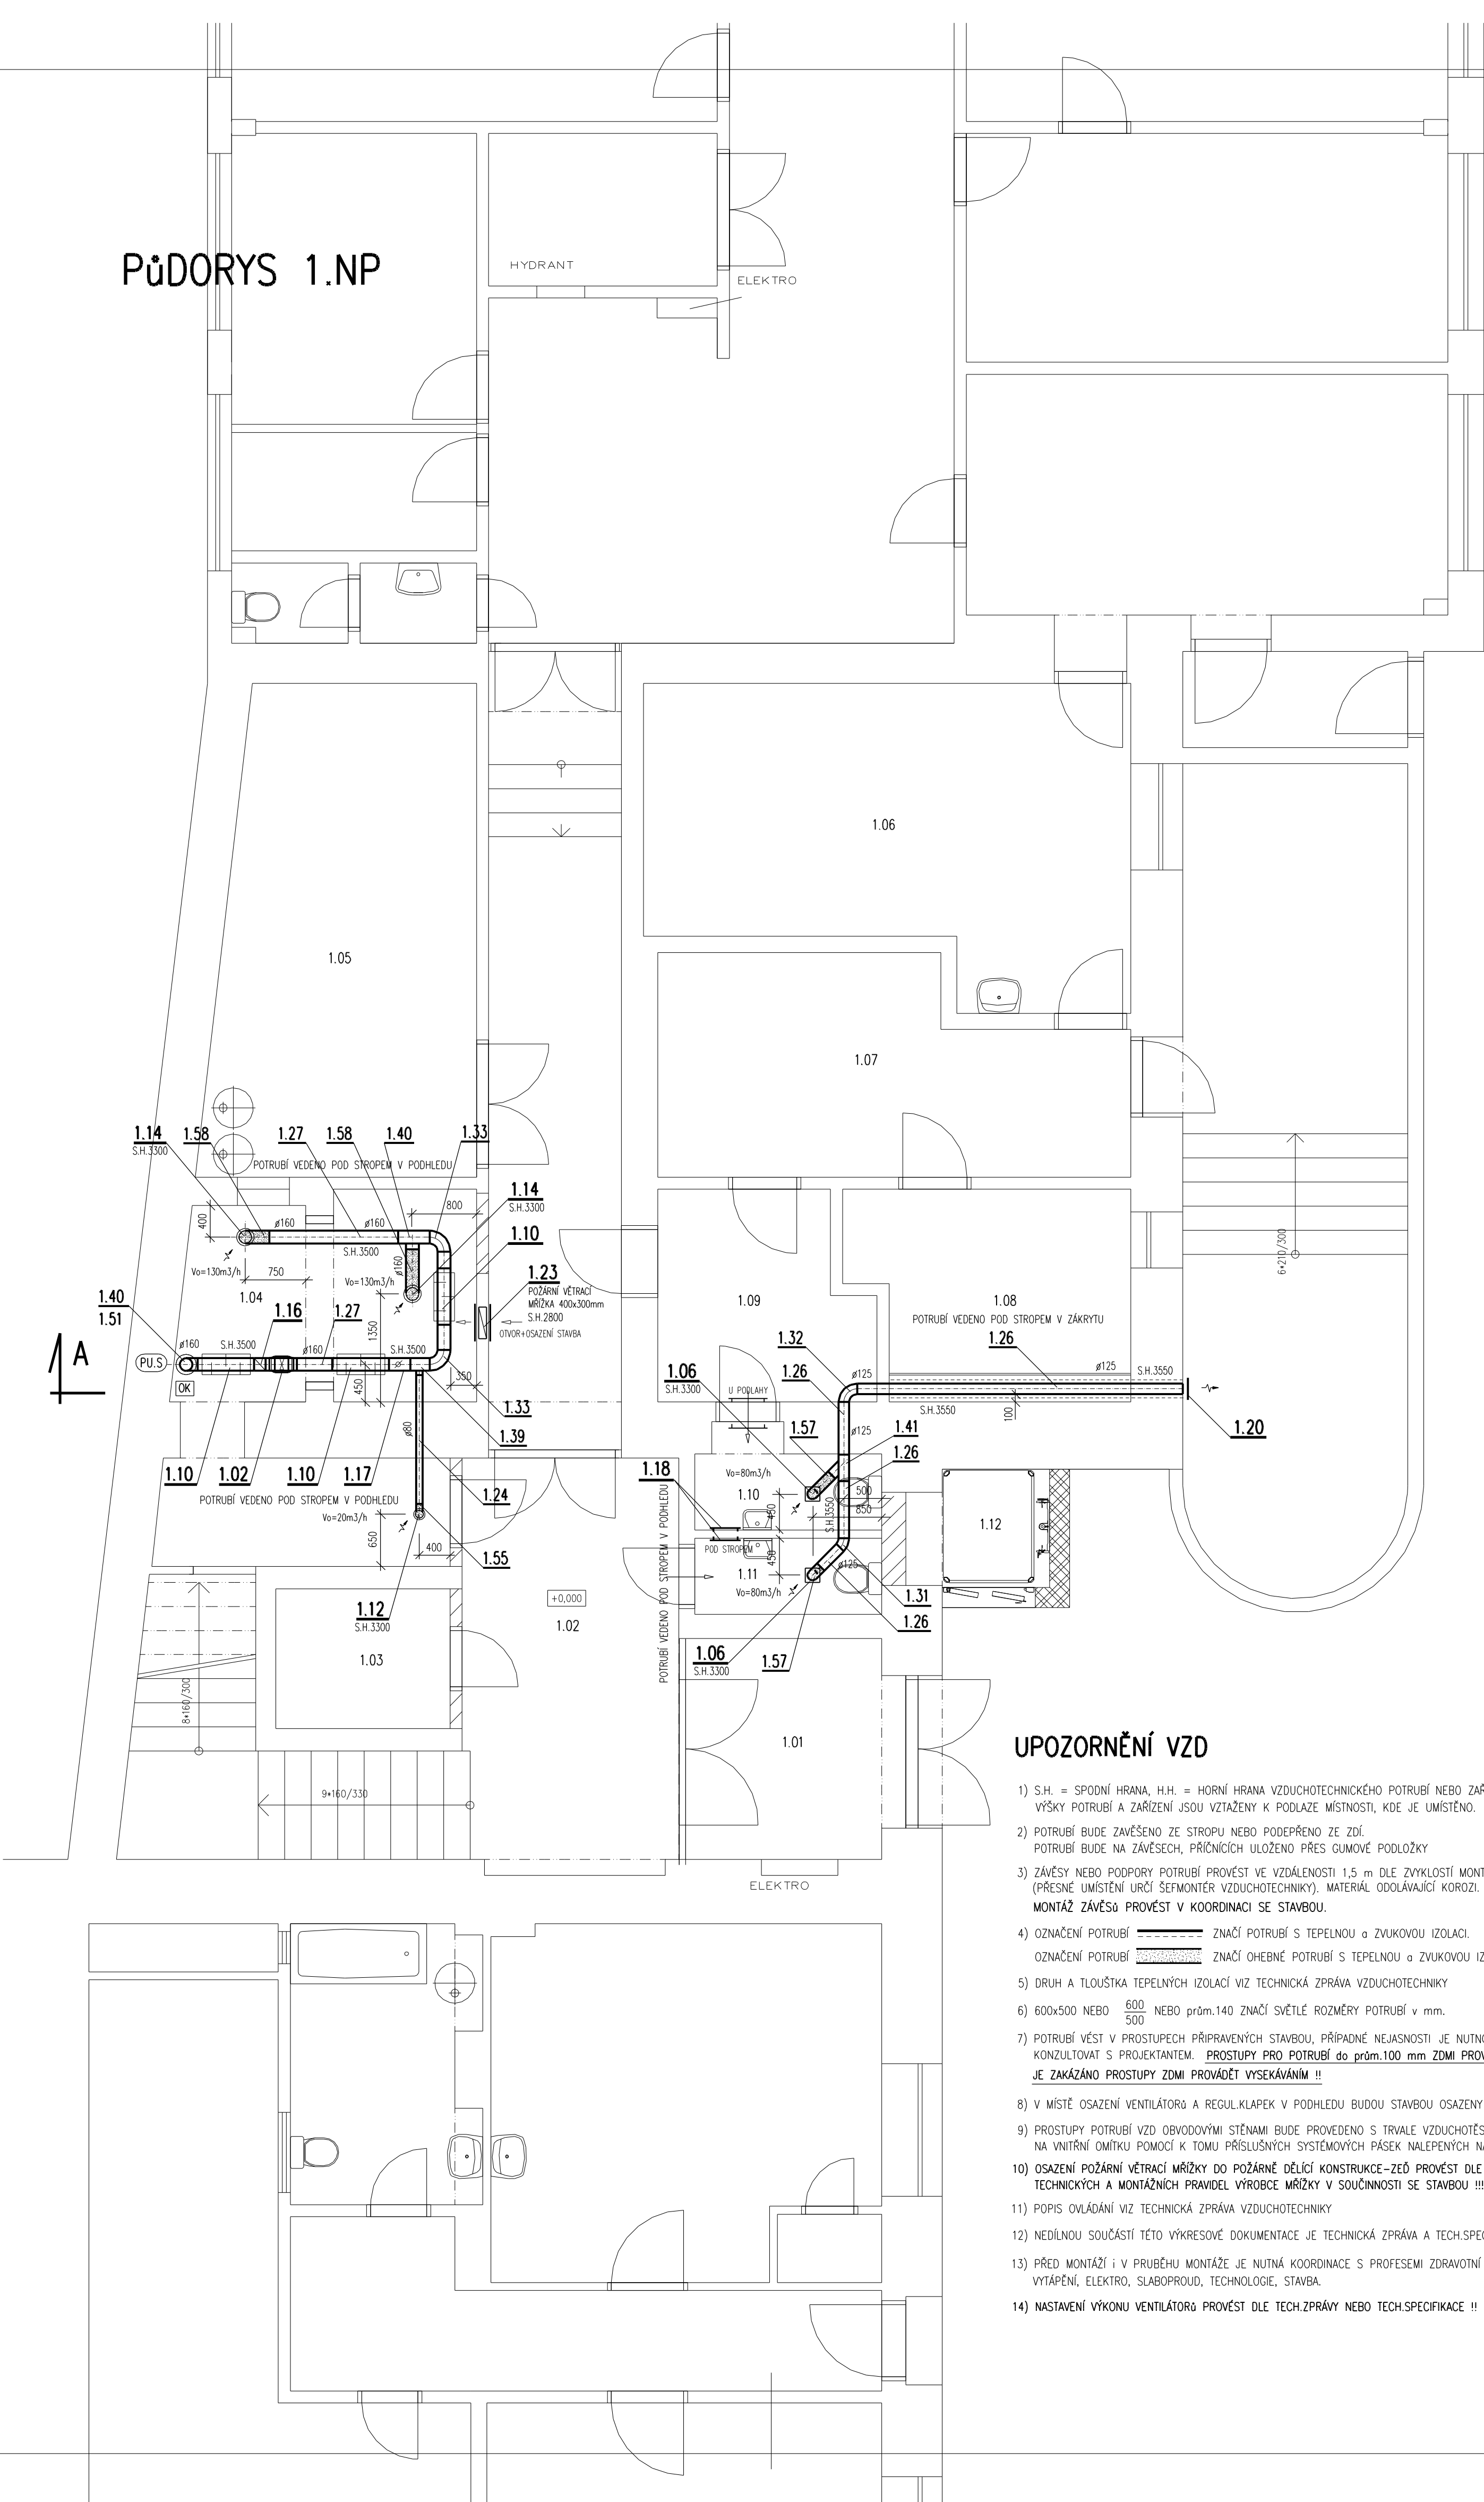 PůDORYS 1.NP
HYDRANT
ELEKTRO
1.05
1.06
1.07
1.14
S.H.3300
1.58
1.27
1.58
1.40
1.33
POTRUBÍ VEDENO POD STROPEM V PODHLEDU
800
1.14
S.H.3300
400
ø160
ø160
1.10
S.H.3500
ø160
Vo=130m3/h
750
Vo=130m3/h
1.04
1.23
POŽÁRNÍ VĚTRACÍ
MŘÍŽKA 400x300mm
S.H.2800
OTVOR+OSAZENÍ STAVBA
1.40
1.51
1.16
1.27
1350
A
PU.S
OK
ø160
S.H.3500
ø160
S.H.3500
450
350
1.33
1.39
ø80
1.10
1.02
1.10
1.17
1.24
POTRUBÍ VEDENO POD STROPEM V PODHLEDU
Vo=20m3/h
650
400
1.55
1.12
S.H.3300
1.03
+0,000
1.02
8*160/300
9*160/330
6*210/300
1.09
1.08
POTRUBÍ VEDENO POD STROPEM V ZÁKRYTU
1.26
1.32
1.06
S.H.3300
1.26
ø125
ø125
S.H.3550
U PODLAHY
S.H.3550
100
1.20
1.57
ø125
1.41
1.26
1.18
Vo=80m3/h
1.10
500
450
850
S.H.3550
POD STROPEM
450
ø125
1.11
Vo=80m3/h
1.12
1.31
1.26
POTRUBÍ VEDENO POD STROPEM V PODHLEDU
1.06
S.H.3300
1.57
1.01
ELEKTRO
UPOZORNĚNÍ VZD
1) S.H. = SPODNÍ HRANA, H.H. = HORNÍ HRANA VZDUCHOTECHNICKÉHO POTRUBÍ NEBO ZAŘ
VÝŠKY POTRUBÍ A ZAŘÍZENÍ JSOU VZTAŽENY K PODLAZE MÍSTNOSTI, KDE JE UMÍSTĚNO.
2) POTRUBÍ BUDE ZAVĚŠENO ZE STROPU NEBO PODEPŘENO ZE ZDÍ.
POTRUBÍ BUDE NA ZÁVĚSECH, PŘÍČNÍCÍCH ULOŽENO PŘES GUMOVÉ PODLOŽKY
3) ZÁVĚSY NEBO PODPORY POTRUBÍ PROVÉST VE VZDÁLENOSTI 1,5 m DLE ZVYKLOSTÍ MONT
(PŘESNÉ UMÍSTĚNÍ URČÍ ŠEFMONTÉR VZDUCHOTECHNIKY). MATERIÁL ODOLÁVAJÍCÍ KOROZI.
MONTÁŽ ZÁVĚSů PROVÉST V KOORDINACI SE STAVBOU.
4) OZNAČENÍ POTRUBÍ ZNAČÍ POTRUBÍ S TEPELNOU a ZVUKOVOU IZOLACI.
OZNAČENÍ POTRUBÍ ZNAČÍ OHEBNÉ POTRUBÍ S TEPELNOU a ZVUKOVOU IZ
5) DRUH A TLOUŠTKA TEPELNÝCH IZOLACÍ VIZ TECHNICKÁ ZPRÁVA VZDUCHOTECHNIKY
6) 600x500 NEBO 600/500 NEBO prům.140 ZNAČÍ SVĚTLÉ ROZMĚRY POTRUBÍ v mm.
7) POTRUBÍ VÉST V PROSTUPECH PŘIPRAVENÝCH STAVBOU, PŘÍPADNÉ NEJASNOSTI JE NUTNO
KONZULTOVAT S PROJEKTANTEM. PROSTUPY PRO POTRUBÍ do prům.100 mm ZDMI PROV
JE ZAKÁZÁNO PROSTUPY ZDMI PROVÁDĚT VYSEKÁVÁNÍM !!
8) V MÍSTĚ OSAZENÍ VENTILÁTORů A REGUL.KLAPEK V PODHLEDU BUDOU STAVBOU OSAZENY
9) PROSTUPY POTRUBÍ VZD OBVODOVÝMI STĚNAMI BUDE PROVEDENO S TRVALE VZDUCHOTĚS
NA VNITŘNÍ OMÍTKU POMOCÍ K TOMU PŘÍSLUŠNÝCH SYSTÉMOVÝCH PÁSEK NALEPENÝCH NA
10) OSAZENÍ POŽÁRNÍ VĚTRACÍ MŘÍŽKY DO POŽÁRNĚ DĚLÍCÍ KONSTRUKCE-ZEĎ PROVÉST DLE
TECHNICKÝCH A MONTÁŽNÍCH PRAVIDEL VÝROBCE MŘÍŽKY V SOUČINNOSTI SE STAVBOU !!!
11) POPIS OVLÁDÁNÍ VIZ TECHNICKÁ ZPRÁVA VZDUCHOTECHNIKY
12) NEDÍLNOU SOUČÁSTÍ TÉTO VÝKRESOVÉ DOKUMENTACE JE TECHNICKÁ ZPRÁVA A TECH.SPEC
13) PŘED MONTÁŽÍ i V PRUBĚHU MONTÁŽE JE NUTNÁ KOORDINACE S PROFESEMI ZDRAVOTNÍ
VYTÁPĚNÍ, ELEKTRO, SLABOPROUD, TECHNOLOGIE, STAVBA.
14) NASTAVENÍ VÝKONU VENTILÁTORů PROVÉST DLE TECH.ZPRÁVY NEBO TECH.SPECIFIKACE !!